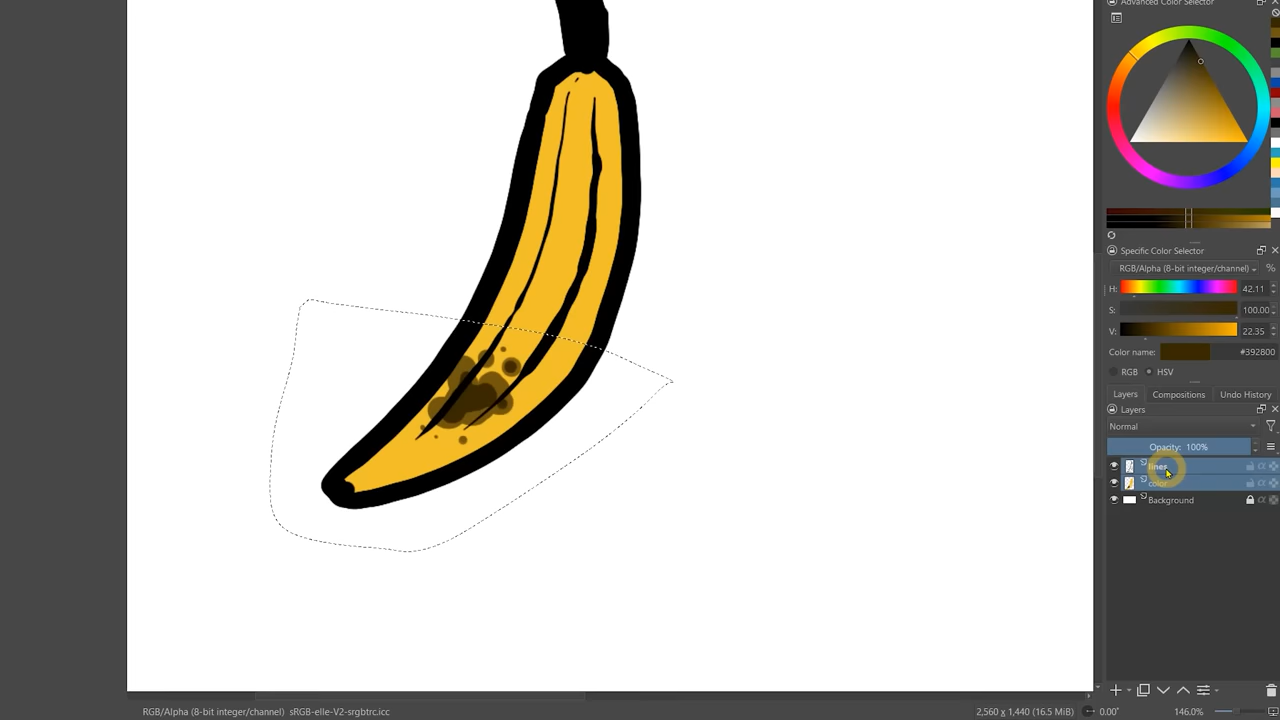 Advanced Color Selector
Specific Color Selector
RGB/Alpha (8-bit integer/channel) %
H: 42.11
S: 100.00
V: 22.35
Color name: #392800
RGB HSV
Layers Compositions Undo History
Layers
Normal
Opacity: 100%
lines
color
Background
RGB/Alpha (8-bit integer/channel) sRGB-elle-V2-srgbtrc.icc 2,560 x 1,440 (16.5 MiB) 0.00° 146.0%